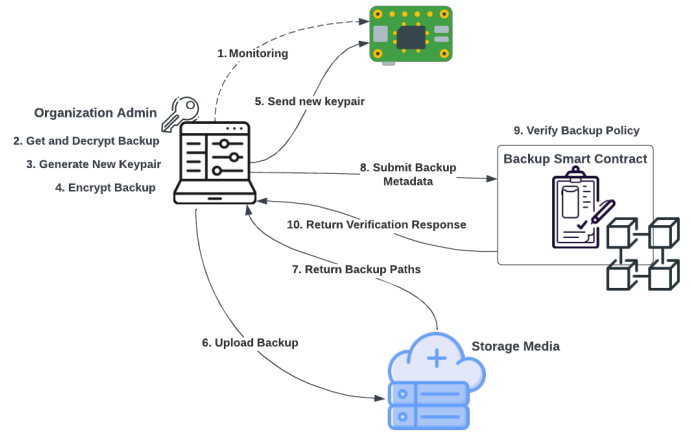 1. Monitoring
5. Send new keypair
Organization Admin
2. Get and Decrypt Backup
3. Generate New Keypair
4. Encrypt Backup
9. Verify Backup Policy
Backup Smart Contract
8. Submit Backup
Metadata
10. Return Verification Response
7. Return Backup Paths
6. Upload Backup
Storage Media